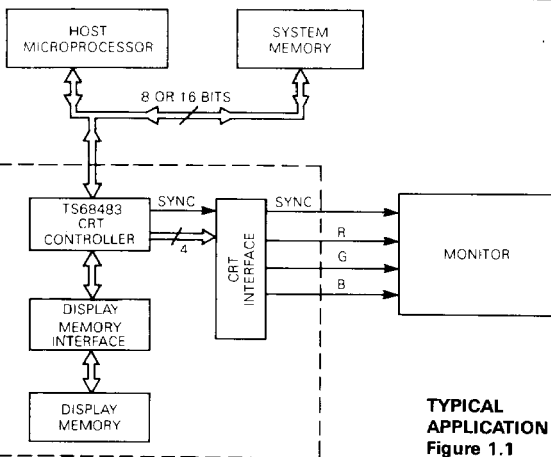 HOST
MICROPROCESSOR
SYSTEM
MEMORY
8 OR 16 BITS
TS68483
CRT
CONTROLLER
SYNC
4
CRT
INTERFACE
SYNC
R
G
B
MONITOR
DISPLAY
MEMORY
INTERFACE
DISPLAY
MEMORY
TYPICAL
APPLICATION
Figure 1.1